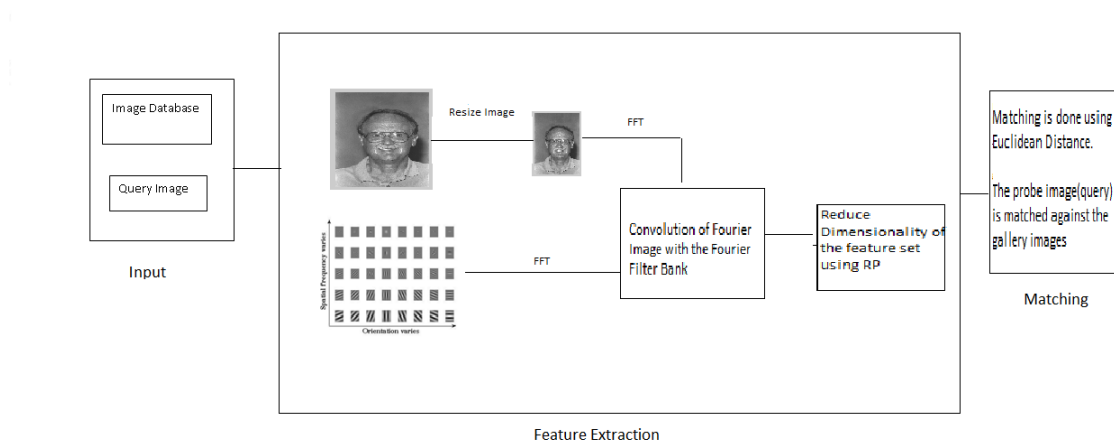 Image Database
Query Image
Input
Resize Image
FFT
Spatial frequency varies
Orientation varies
FFT
Convolution of Fourier
Image with the Fourier
Filter Bank
Reduce
Dimensionality of
the feature set
using RP
Feature Extraction
Matching is done using
Euclidean Distance.
The probe image(query)
is matched against the
gallery images
Matching